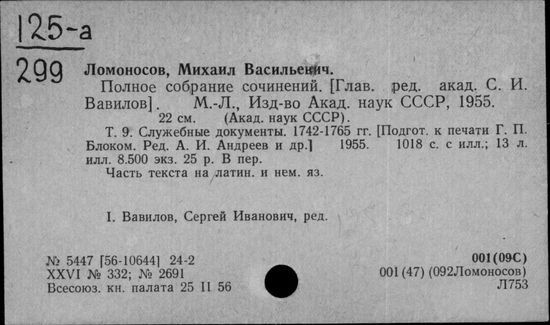 125-а
299
Ломоносов, Михаил Васильевич.
Полное собрание сочинений. [Глав. ред. акад. С. И.
Вавилов]. М.-Л., Изд-во Акад. наук СССР, 1955.
22 см. (Акад. наук СССР).
Т. 9. Служебные документы. 1742-1765 гг. [Подгот. к печати Г. П.
Блоком. Ред. А. И. Андреев и др.] 1955. 1018 с. с илл.; 13 л.
илл. 8.500 экз. 25 р. В пер.
Часть текста на латин. и нем. яз.
I. Вавилов, Сергей Иванович, ред.
№ 5447 [56-10644] 24-2 001(09С)
XXVI № 332; № 2691 001(47) (092Ломоносов)
Всесоюз. кн. палата 25 II 56 Л753